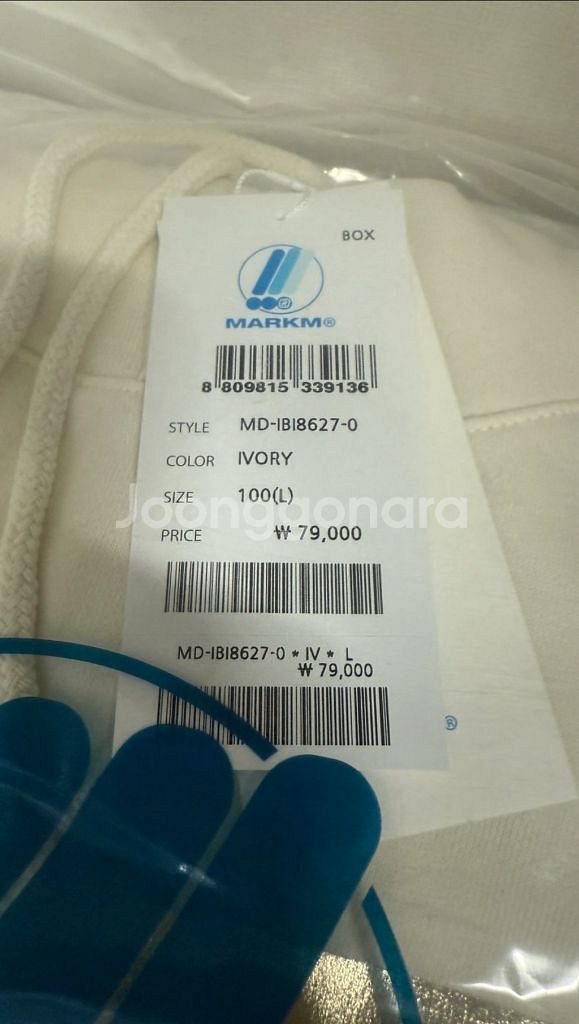 BOX
MARKM®
8 809815 339136
STYLE MD-IBI8627-0
COLOR IVORY
SIZE 100(L)
Joonggonara
PRICE ₩ 79,000
MD-IBI8627-0 * IV * L
₩ 79,000
®